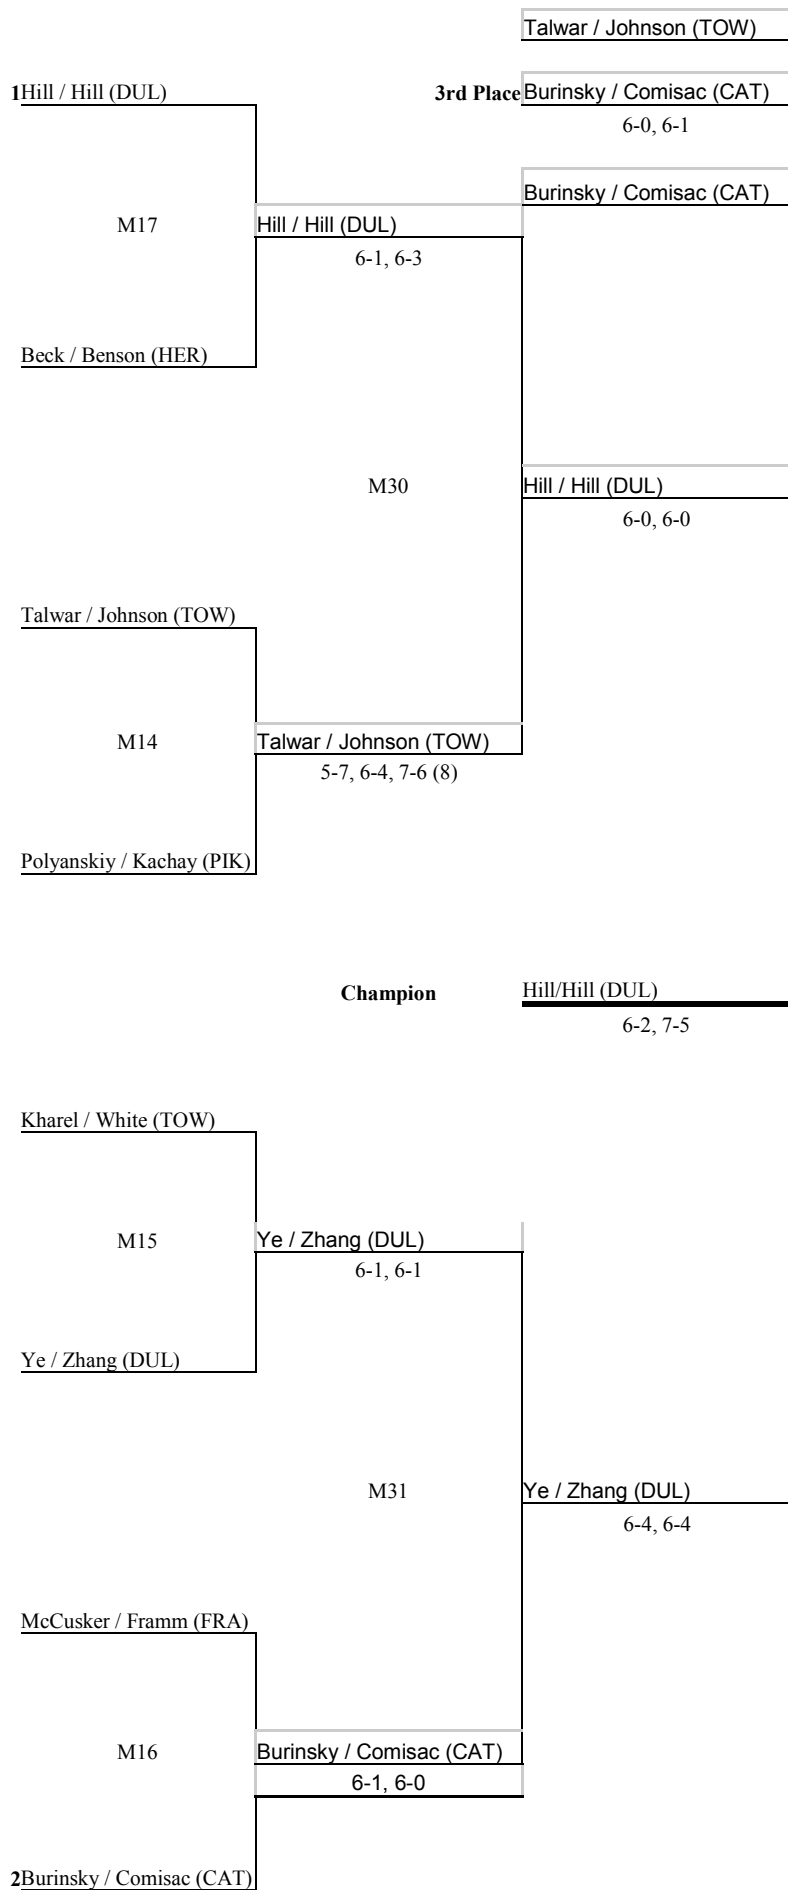 Talwar / Johnson (TOW)
1 Hill / Hill (DUL)
3rd Place Burinsky / Comisac (CAT)
6-0, 6-1
Burinsky / Comisac (CAT)
M17
Hill / Hill (DUL)
6-1, 6-3
Beck / Benson (HER)
M30
Hill / Hill (DUL)
6-0, 6-0
Talwar / Johnson (TOW)
M14
Talwar / Johnson (TOW)
5-7, 6-4, 7-6 (8)
Polyanskiy / Kachay (PIK)
Champion
Hill/Hill (DUL)
6-2, 7-5
Kharel / White (TOW)
M15
Ye / Zhang (DUL)
6-1, 6-1
Ye / Zhang (DUL)
M31
Ye / Zhang (DUL)
6-4, 6-4
McCusker / Framm (FRA)
M16
Burinsky / Comisac (CAT)
6-1, 6-0
2 Burinsky / Comisac (CAT)